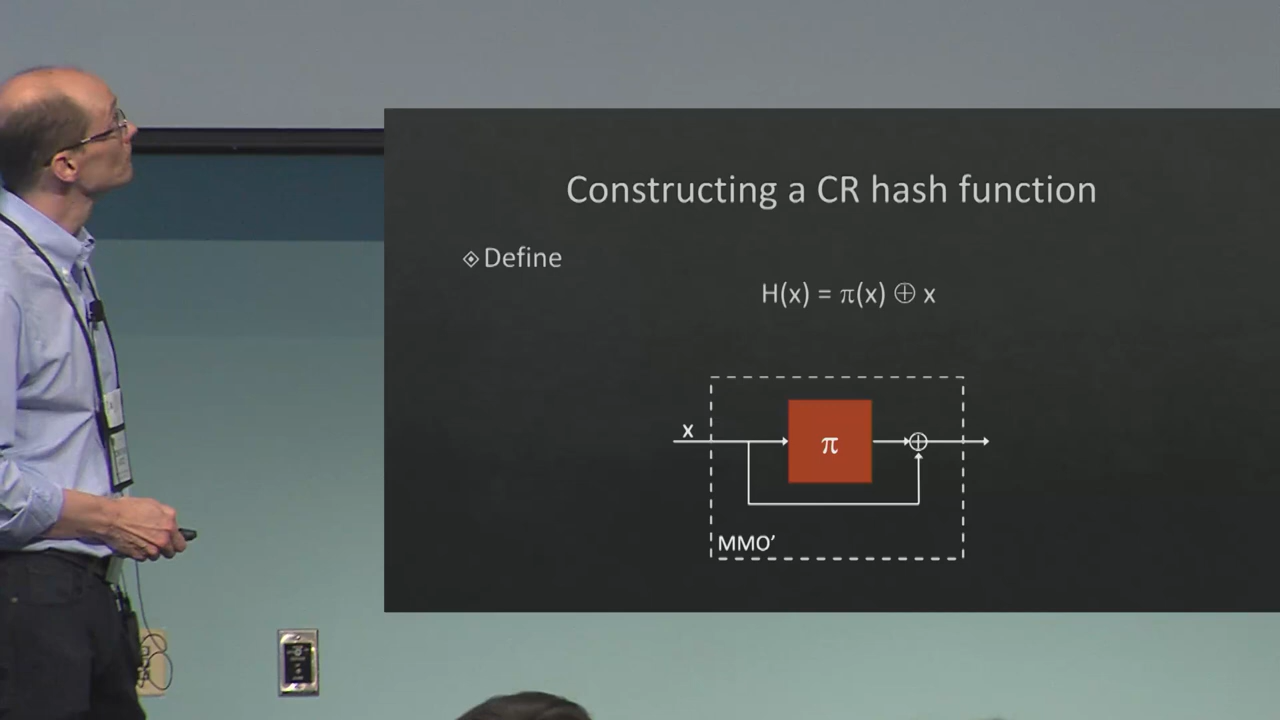 Constructing a CR hash function
Define
H(x) = π(x) ⊕ x
x
π
MMO'